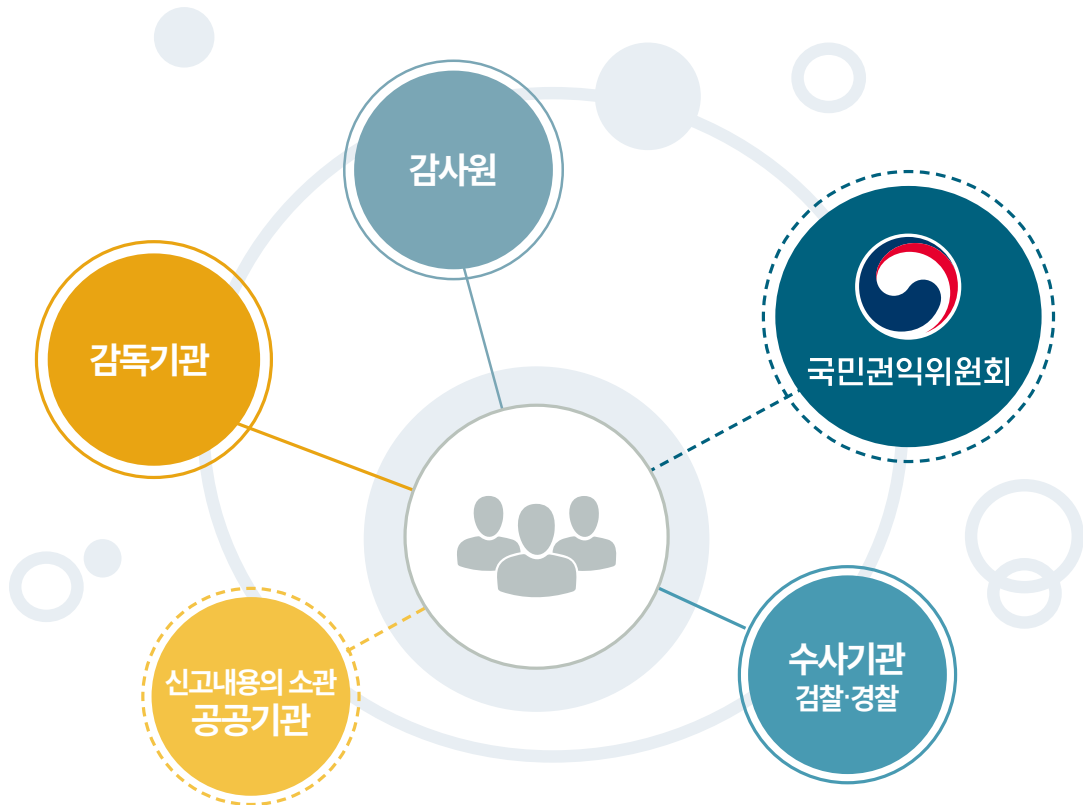 감사원
국민권익위원회
감독기관
수사기관
검찰·경찰
신고내용의 소관
공공기관